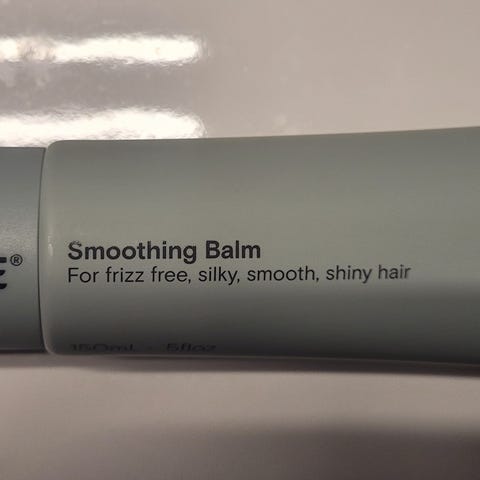 E®
Smoothing Balm
For frizz free, silky, smooth, shiny hair
150mL · 5floz